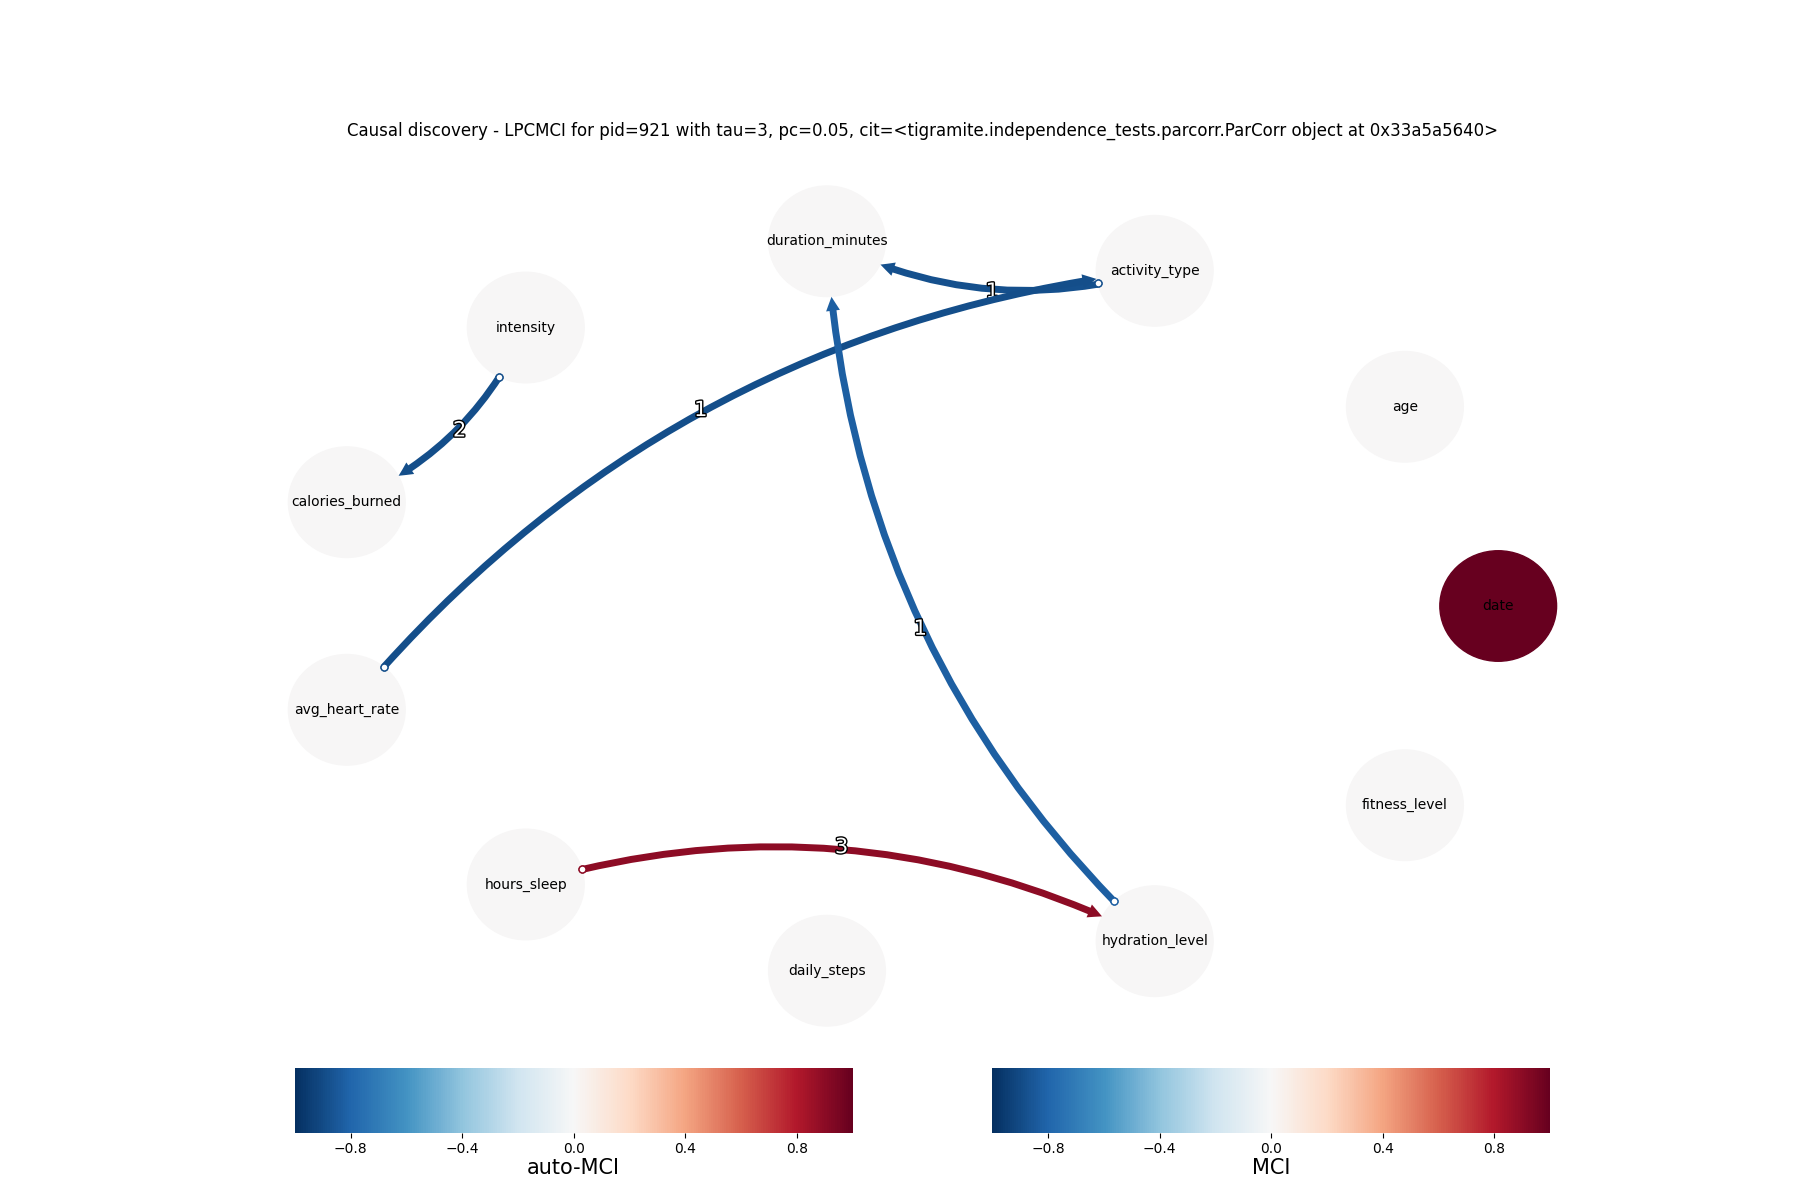 Causal discovery - LPCMCI for pid=921 with tau=3, pc=0.05, cit=<tigramite.independence_tests.parcorr.ParCorr object at 0x33a5a5640>
duration_minutes
activity_type
1
intensity
age
1
2
calories_burned
date
1
avg_heart_rate
fitness_level
3
hours_sleep
hydration_level
daily_steps
−0.8 −0.4 0.0 0.4 0.8
auto-MCI
−0.8 −0.4 0.0 0.4 0.8
MCI